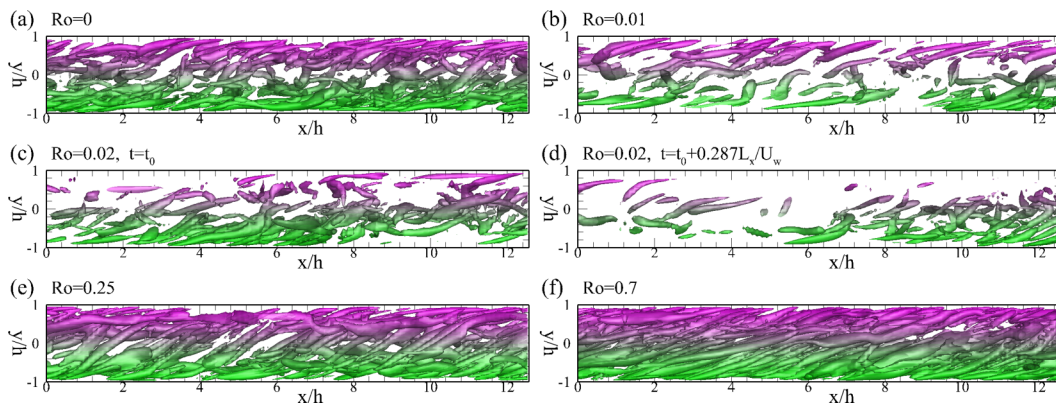 (a) Ro=0
1
y/h
0
-1
0 2 4 6 8 10 12
x/h
(b) Ro=0.01
1
y/h
0
-1
0 2 4 6 8 10 12
x/h
(c) Ro=0.02, t=t₀
1
y/h
0
-1
0 2 4 6 8 10 12
x/h
(d) Ro=0.02, t=t₀+0.287Lₓ/U_w
1
y/h
0
-1
0 2 4 6 8 10 12
x/h
(e) Ro=0.25
1
y/h
0
-1
0 2 4 6 8 10 12
x/h
(f) Ro=0.7
1
y/h
0
-1
0 2 4 6 8 10 12
x/h